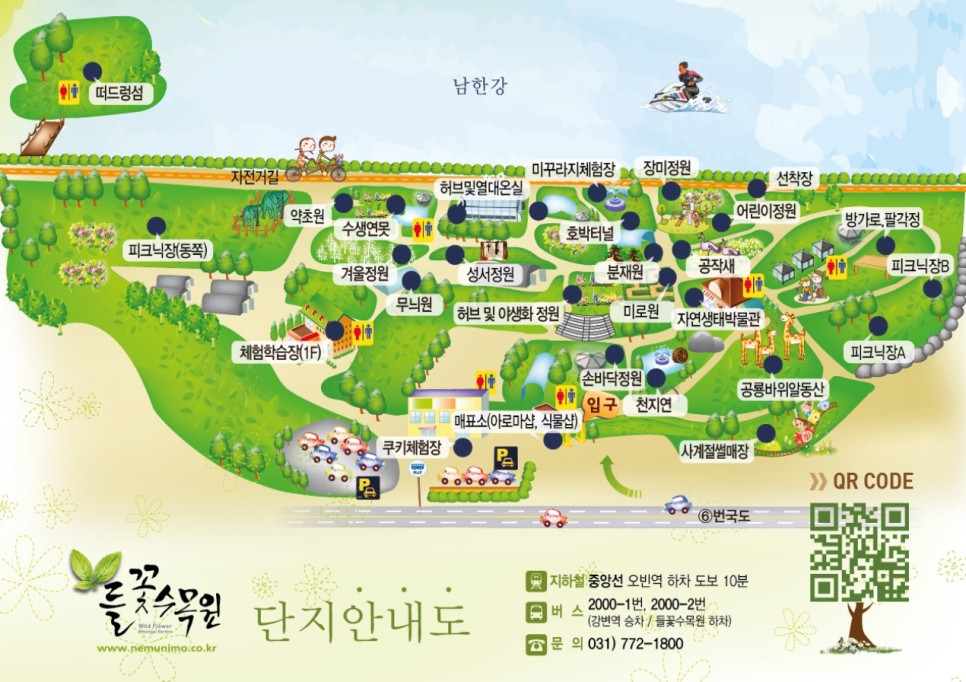 남한강
떠드렁섬
자전거길
미꾸라지체험장
장미정원
선착장
허브및열대온실
약초원
수생연못
호박터널
어린이정원
방가로,팔각정
피크닉장(동쪽)
겨울정원
성서정원
분재원
공작새
피크닉장B
무늬원
허브 및 야생화 정원
미로원
자연생태박물관
체험학습장(1F)
피크닉장A
손바닥정원
공룡바위알동산
입구
천지연
매표소(아로마샵, 식물샵)
쿠키체험장
사계절썰매장
P
P
QR CODE
⑥번국도
들꽃수목원
Wild Flower
www.nemunimo.co.kr
단지안내도
지하철 중앙선 오빈역 하차 도보 10분
버 스 2000-1번, 2000-2번
(강변역 승차 / 들꽃수목원 하차)
문 의 031) 772-1800